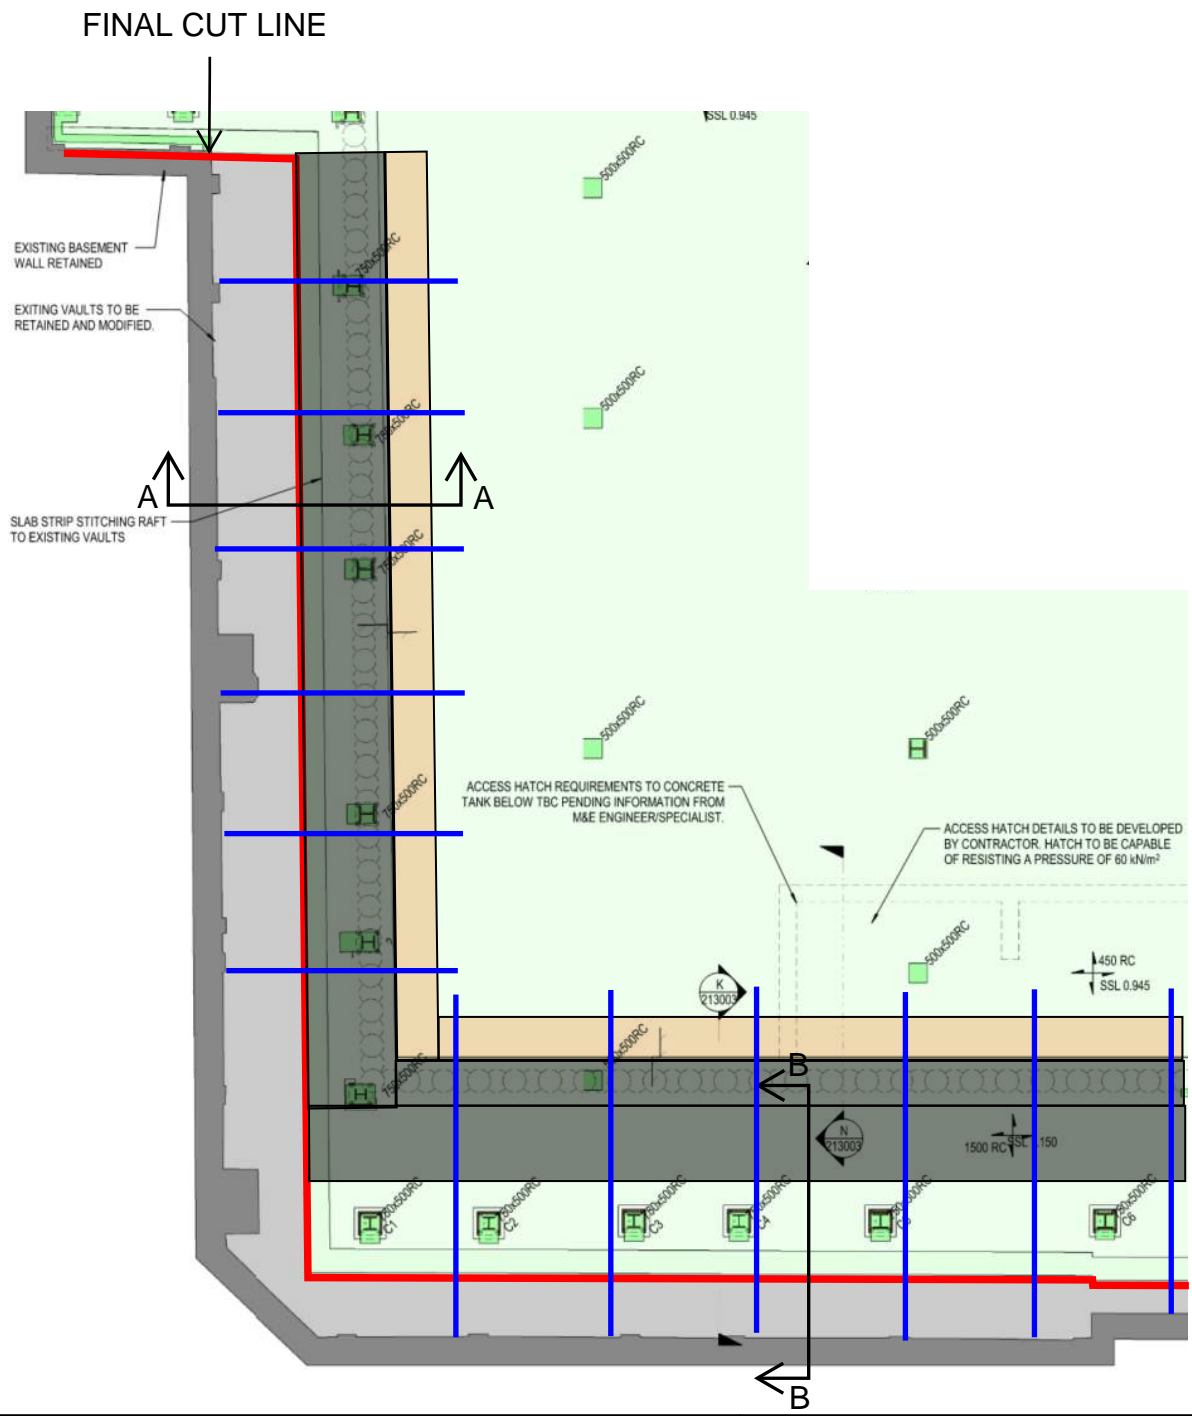 FINAL CUT LINE
SSL 0.945
500x500RC
EXISTING BASEMENT
WALL RETAINED
750x500RC
EXITING VAULTS TO BE
RETAINED AND MODIFIED.
500x500RC
750x500RC
A
A
SLAB STRIP STITCHING RAFT
TO EXISTING VAULTS
750x500RC
500x500RC
500x500RC
ACCESS HATCH REQUIREMENTS TO CONCRETE
TANK BELOW TBC PENDING INFORMATION FROM
M&E ENGINEER/SPECIALIST.
750x500RC
ACCESS HATCH DETAILS TO BE DEVELOPED
BY CONTRACTOR. HATCH TO BE CAPABLE
OF RESISTING A PRESSURE OF 60 kN/m²
500x500RC
450 RC
SSL 0.945
K
213003
B
750x500RC
N
213003
1500 RC
C1
C2
C3
C4
C6
B